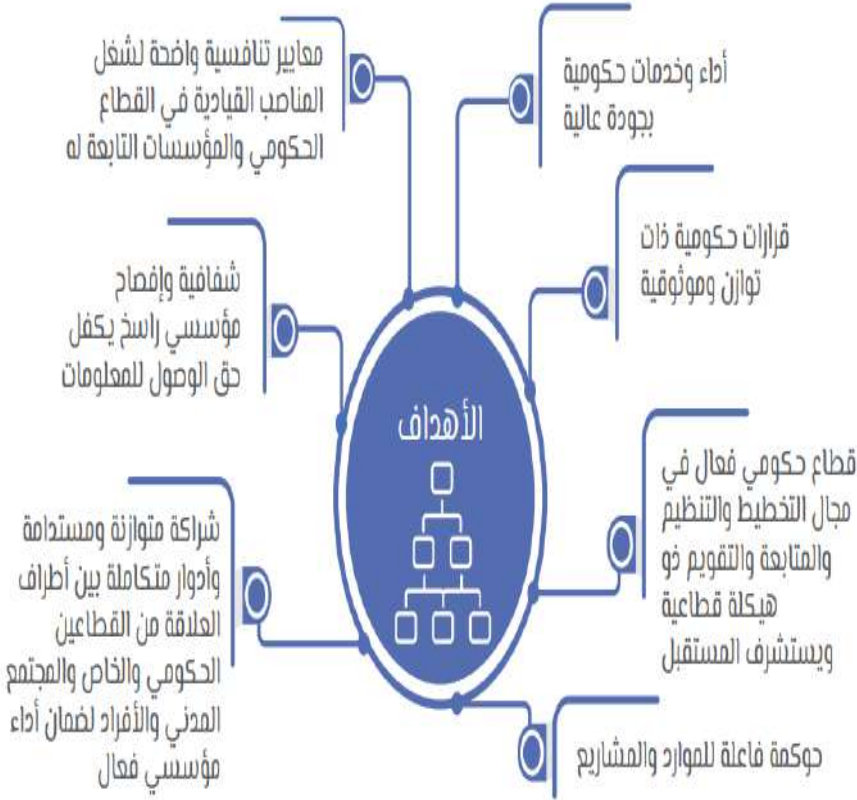 أداء وخدمات حكومية
بجودة عالية
قرارات حكومية ذات
توازن وموثوقية
قطاع حكومي فعال في
مجال التخطيط والتنظيم
والمتابعة والتقويم ذو
هيكلة قطاعية
ويستشرف المستقبل
حوكمة فاعلة للموارد والمشاريع
معايير تنافسية واضحة لشغل
المناصب القيادية في القطاع
الحكومي والمؤسسات التابعة له
شفافية وإفصاح
مؤسسي راسخ يكفل
حق الوصول للمعلومات
شراكة متوازنة ومستدامة
وأدوار متكاملة بين أطراف
العلاقة من القطاعين
الحكومي والخاص والمجتمع
المدني والأفراد لضمان أداء
مؤسسي فعال
الأهداف